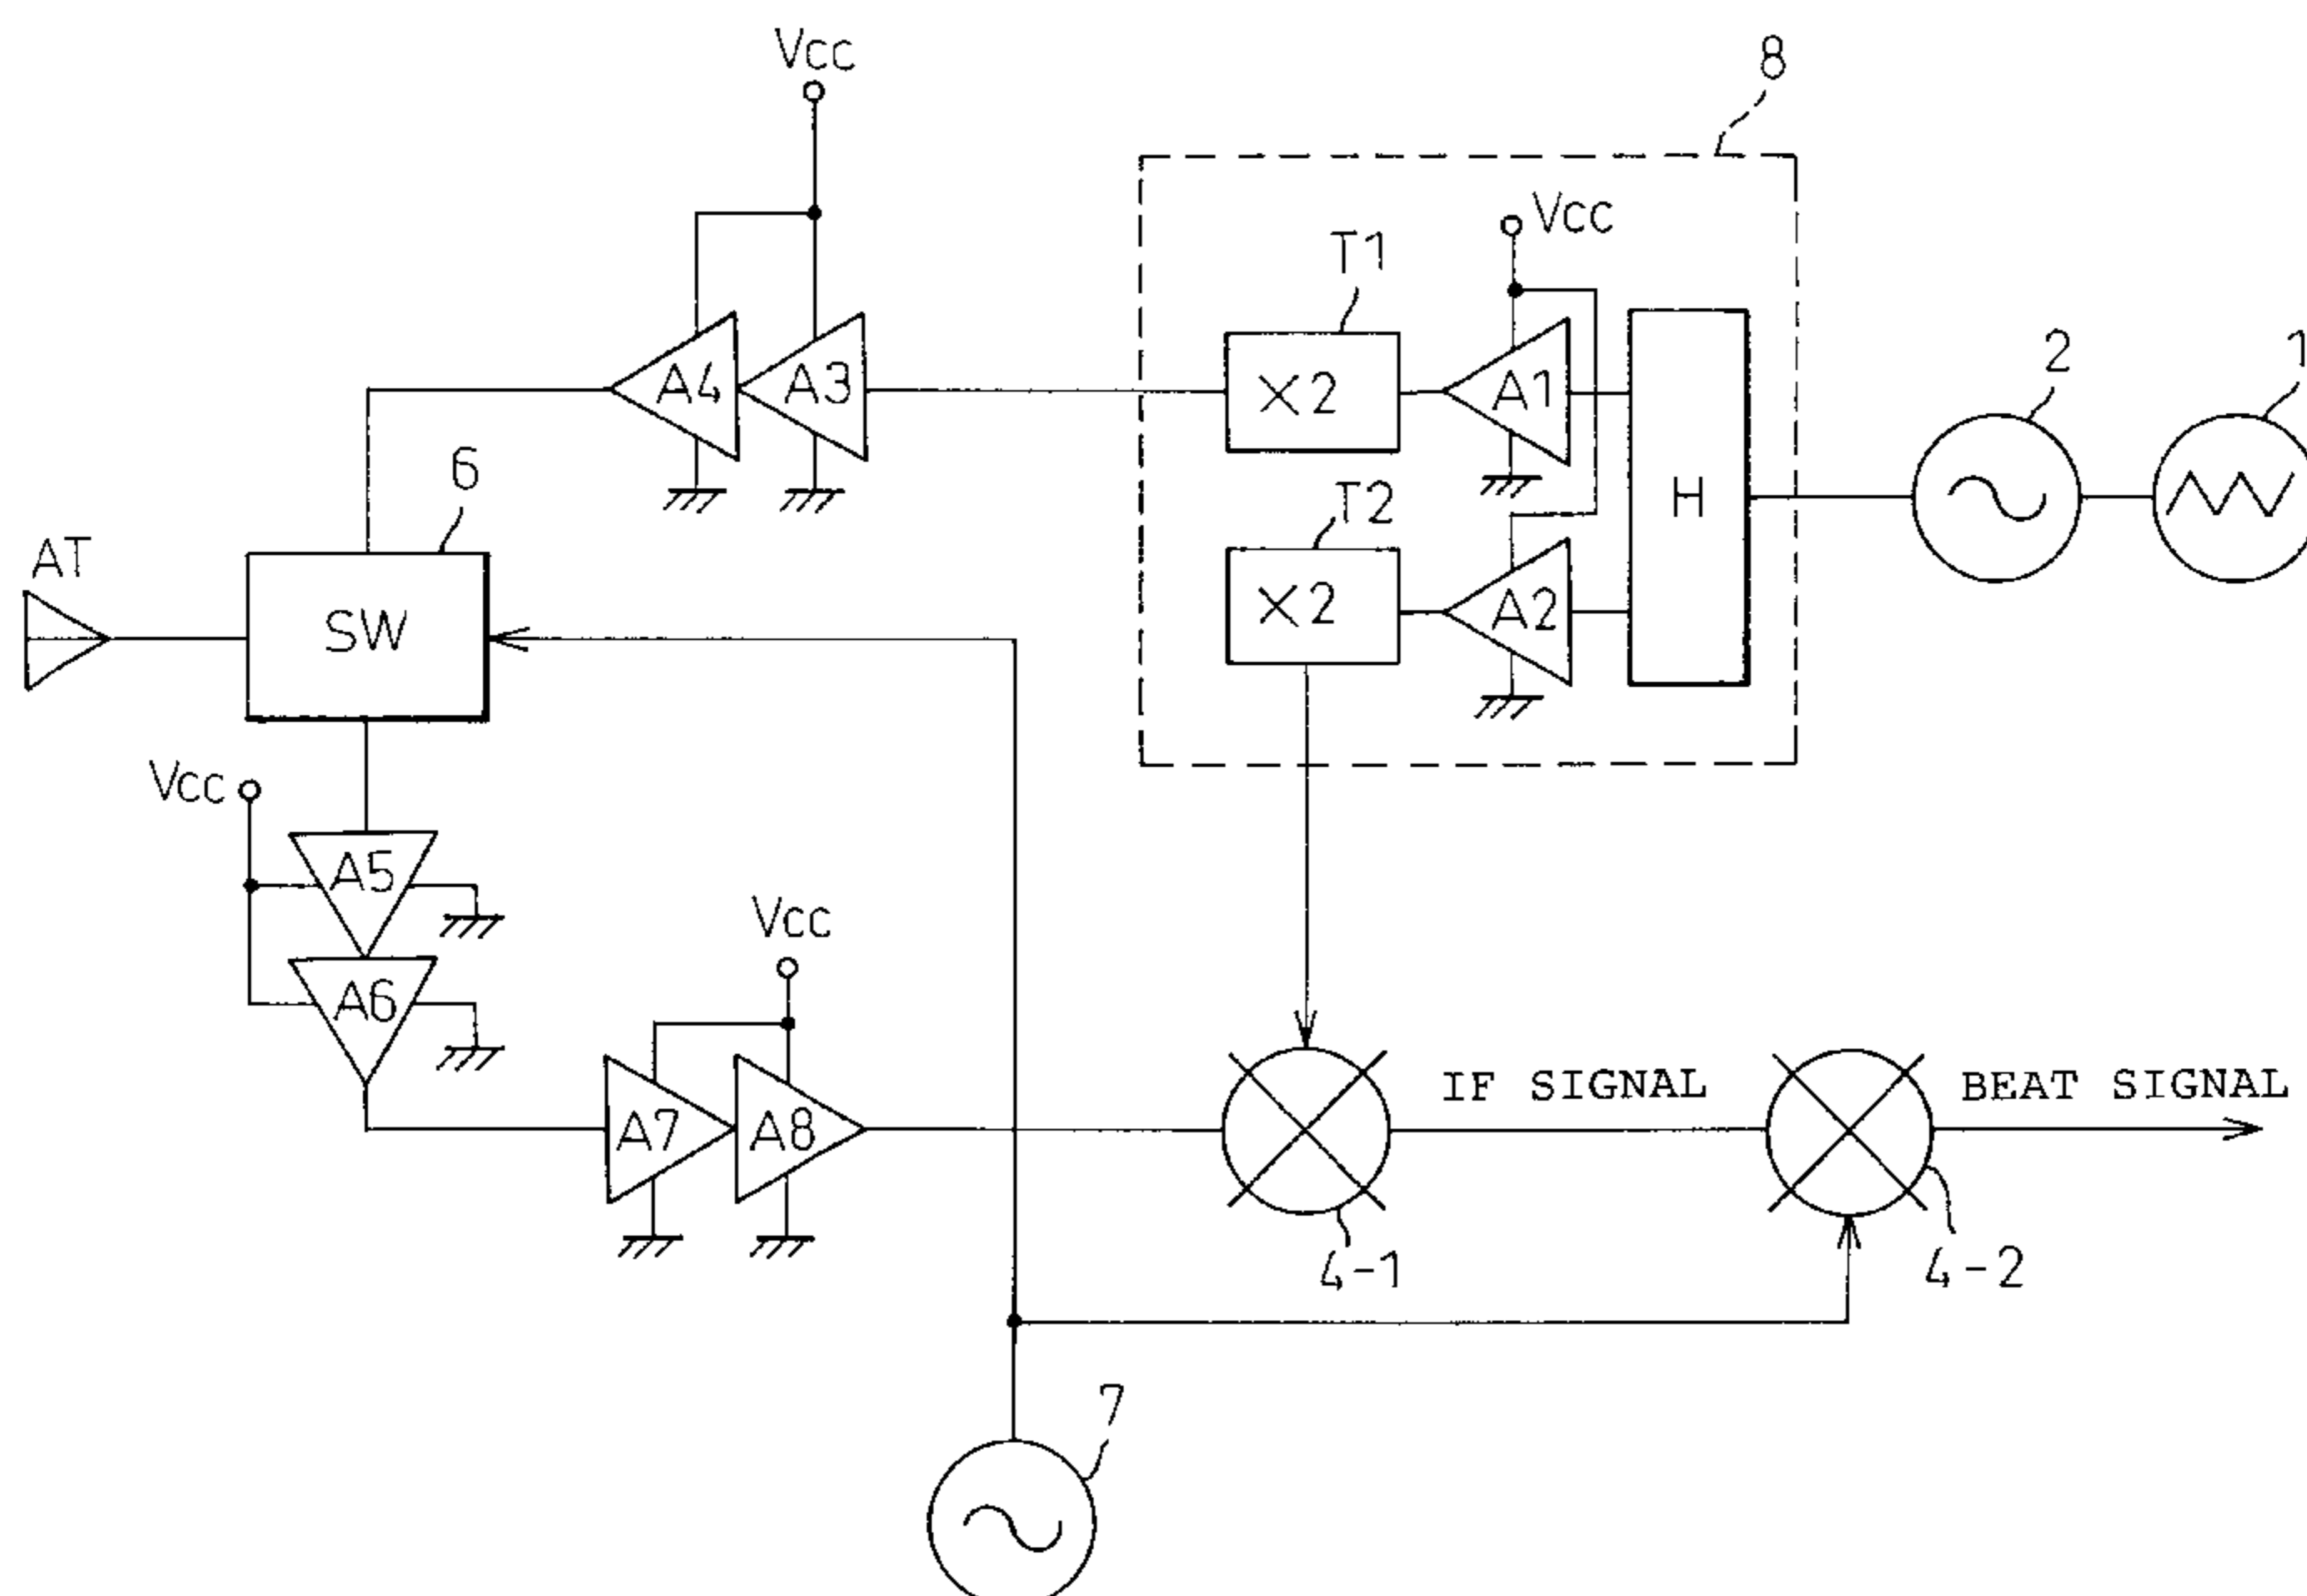 Vcc
8
Vcc
T1
2
1
A4
A3
×2
A1
6
T2
H
AT
SW
×2
A2
Vcc
A5
Vcc
A6
A7
A8
IF SIGNAL
BEAT SIGNAL
4-1
4-2
7